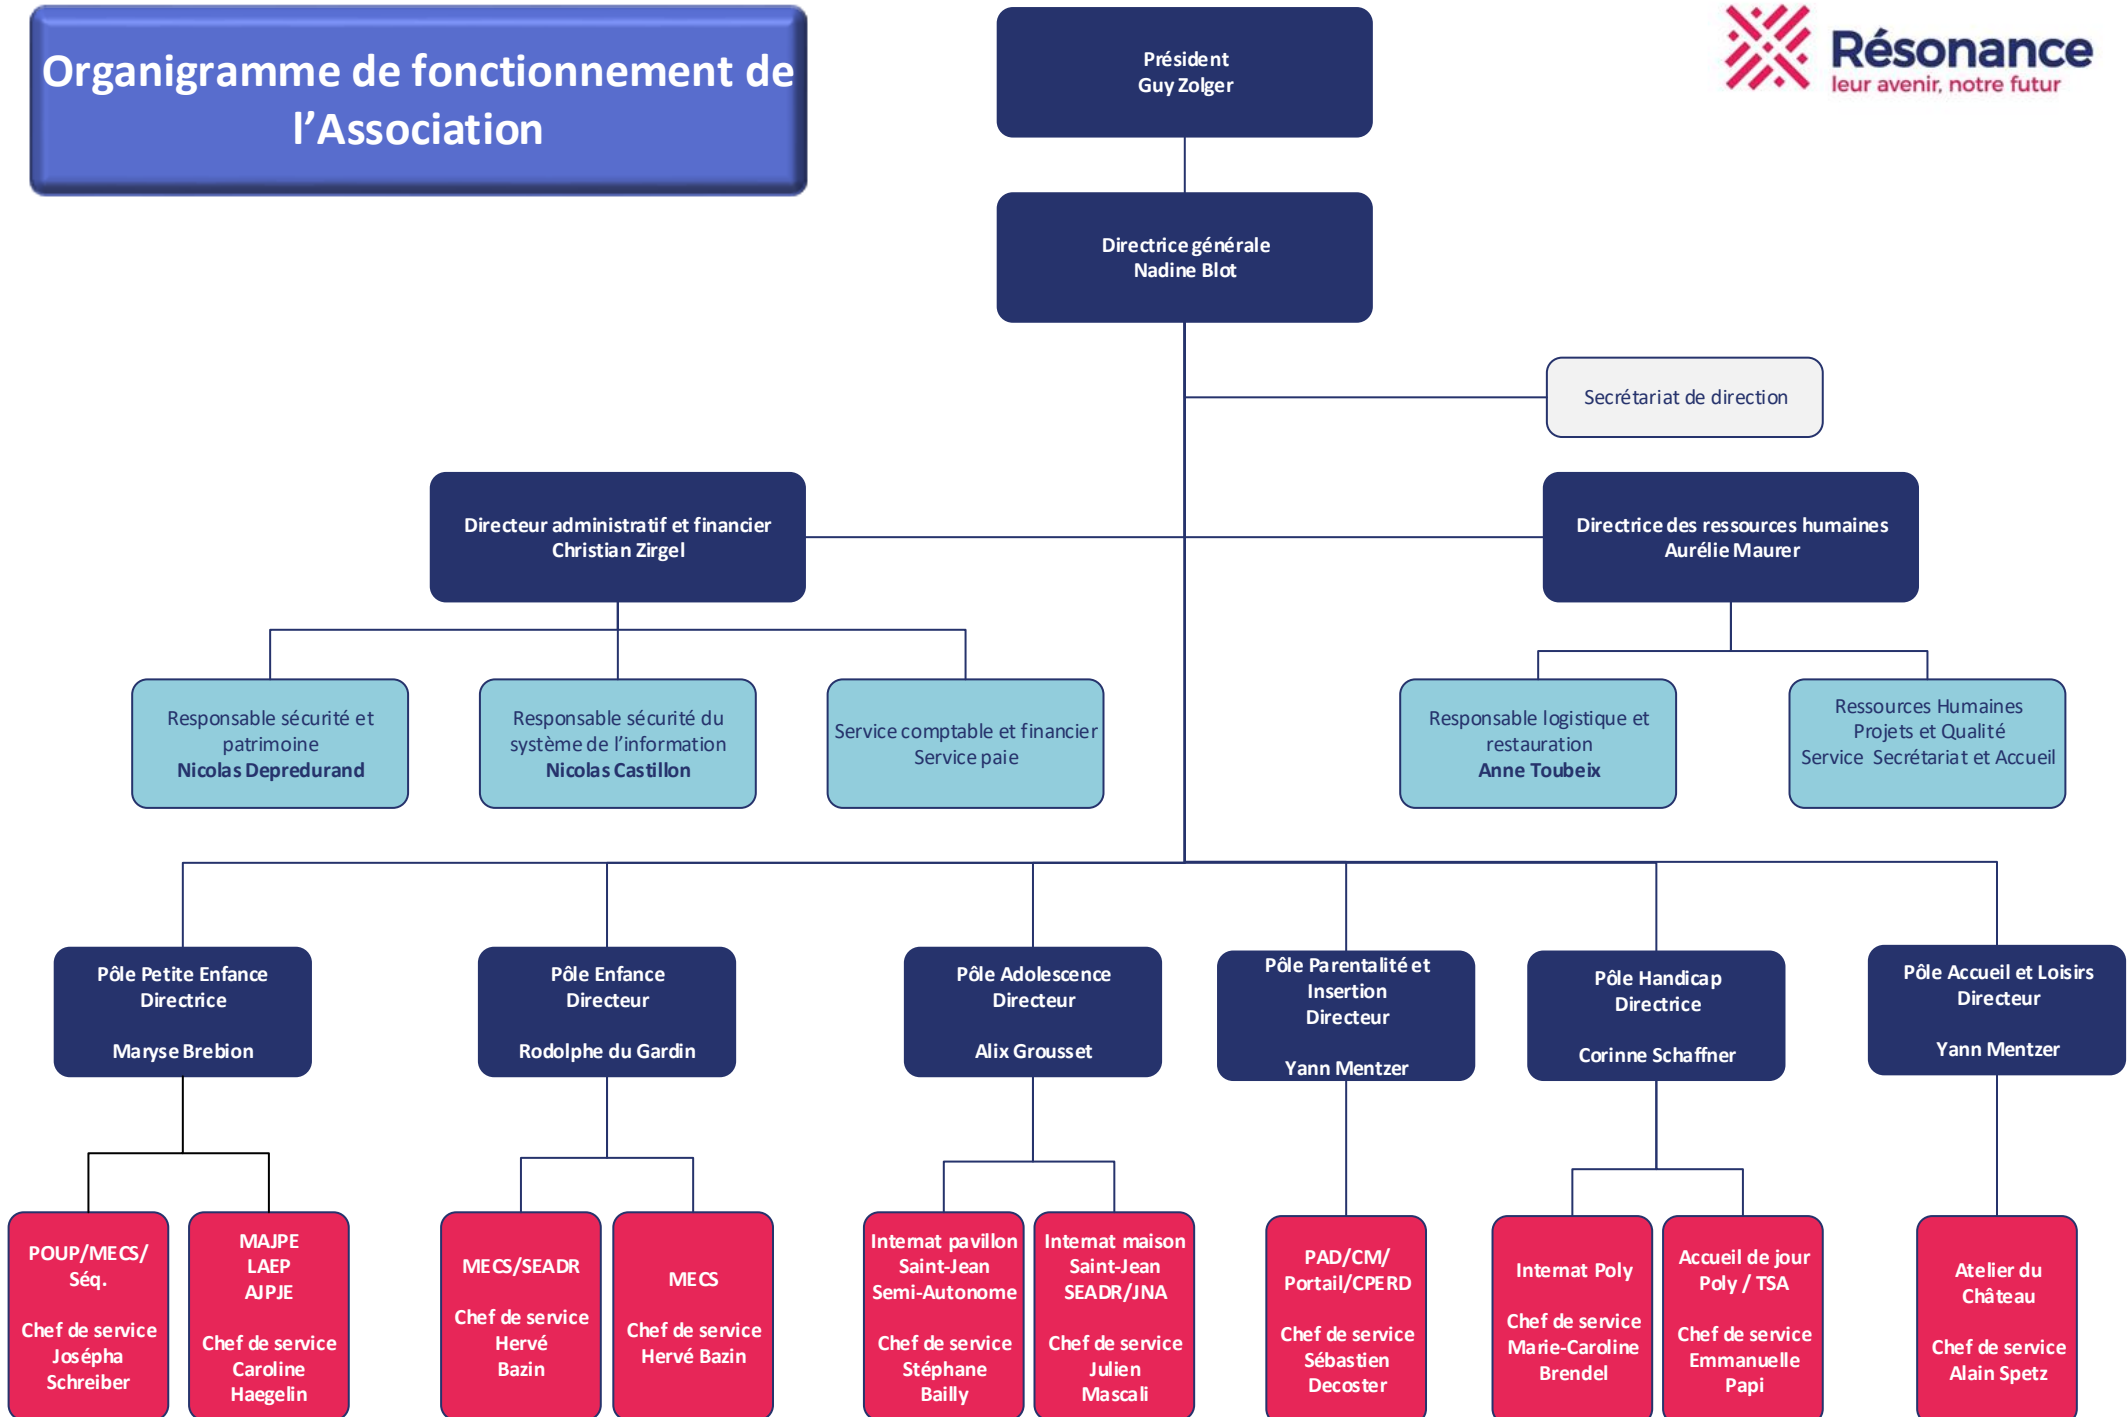 Organigramme de fonctionnement de
l’Association
Président
Guy Zolger
Résonance
leur avenir, notre futur
Directrice générale
Nadine Blot
Secrétariat de direction
Directeur administratif et financier
Christian Zirgel
Directrice des ressources humaines
Aurélie Maurer
Responsable sécurité et
patrimoine
Nicolas Depredurand
Responsable sécurité du
système de l’information
Nicolas Castillon
Service comptable et financier
Service paie
Responsable logistique et
restauration
Anne Toubeix
Ressources Humaines
Projets et Qualité
Service Secrétariat et Accueil
Pôle Petite Enfance
Directrice
Maryse Brebion
Pôle Enfance
Directeur
Rodolphe du Gardin
Pôle Adolescence
Directeur
Alix Grousset
Pôle Parentalité et
Insertion
Directeur
Yann Mentzer
Pôle Handicap
Directrice
Corinne Schaffner
Pôle Accueil et Loisirs
Directeur
Yann Mentzer
POUP/MECS/
Séq.
Chef de service
Josépha
Schreiber
MAJPE
LAEP
AJPJE
Chef de service
Caroline
Haegelin
MECS/SEADR
Chef de service
Hervé
Bazin
MECS
Chef de service
Hervé Bazin
Internat pavillon
Saint-Jean
Semi-Autonome
Chef de service
Stéphane
Bailly
Internat maison
Saint-Jean
SEADR/JNA
Chef de service
Julien
Mascali
PAD/CM/
Portail/CPERD
Chef de service
Sébastien
Decoster
Internat Poly
Chef de service
Marie-Caroline
Brendel
Accueil de jour
Poly / TSA
Chef de service
Emmanuelle
Papi
Atelier du
Château
Chef de service
Alain Spetz